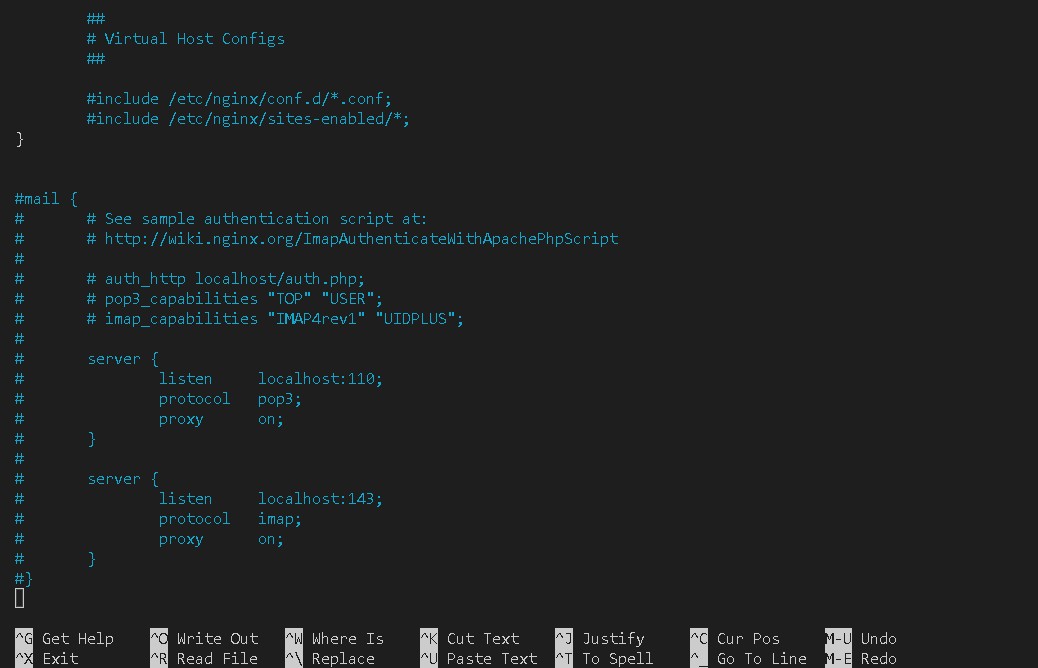 ##
        # Virtual Host Configs
        ##

        #include /etc/nginx/conf.d/*.conf;
        #include /etc/nginx/sites-enabled/*;
}


#mail {
#       # See sample authentication script at:
#       # http://wiki.nginx.org/ImapAuthenticateWithApachePhpScript
#
#       # auth_http localhost/auth.php;
#       # pop3_capabilities "TOP" "USER";
#       # imap_capabilities "IMAP4rev1" "UIDPLUS";
#
#       server {
#               listen     localhost:110;
#               protocol   pop3;
#               proxy      on;
#       }
#
#       server {
#               listen     localhost:143;
#               protocol   imap;
#               proxy      on;
#       }
#}

^G Get Help    ^O Write Out   ^W Where Is    ^K Cut Text    ^J Justify     ^C Cur Pos     M-U Undo
^X Exit        ^R Read File   ^\ Replace     ^U Paste Text  ^T To Spell    ^_ Go To Line  M-E Redo